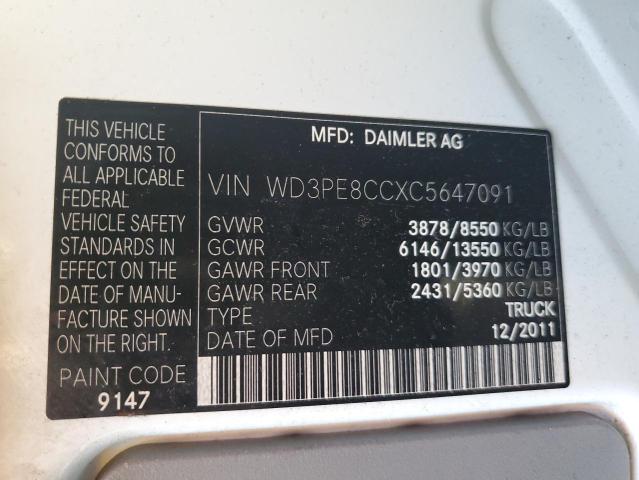 THIS VEHICLE
CONFORMS TO
ALL APPLICABLE
FEDERAL
VEHICLE SAFETY
STANDARDS IN
EFFECT ON THE
DATE OF MANU-
FACTURE SHOWN
ON THE RIGHT.
PAINT CODE
9147
MFD: DAIMLER AG
VIN WD3PE8CCXC5647091
GVWR 3878/8550 KG/LB
GCWR 6146/13550 KG/LB
GAWR FRONT 1801/3970 KG/LB
GAWR REAR 2431/5360 KG/LB
TYPE TRUCK
DATE OF MFD 12/2011